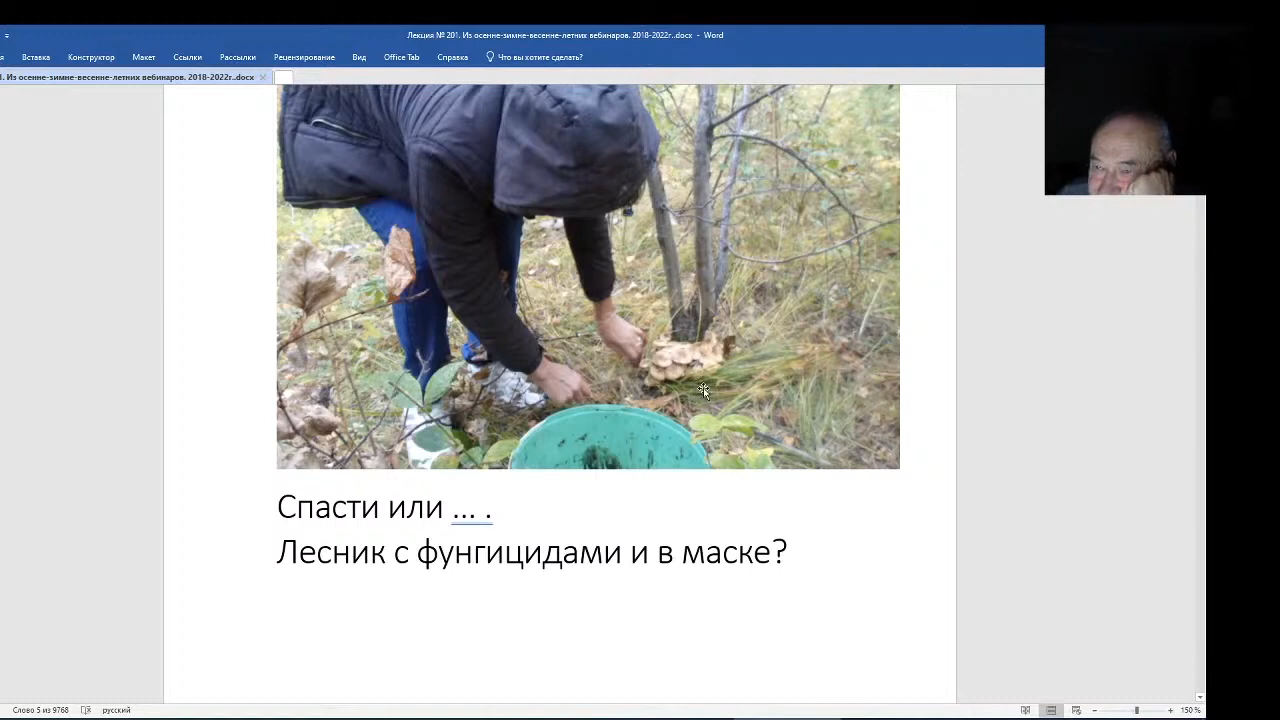 Лекция № 201. Из осенне-зимне-весенне-летних вебинаров. 2018-2022г..docx - Word
Вставка Конструктор Макет Ссылки Рассылки Рецензирование Вид Office Tab Справка Что вы хотите сделать?
. Из осенне-зимне-весенне-летних вебинаров. 2018-2022г..docx
Спасти или ... .
Лесник с фунгицидами и в маске?
Слово 5 из 9768 русский 150 %